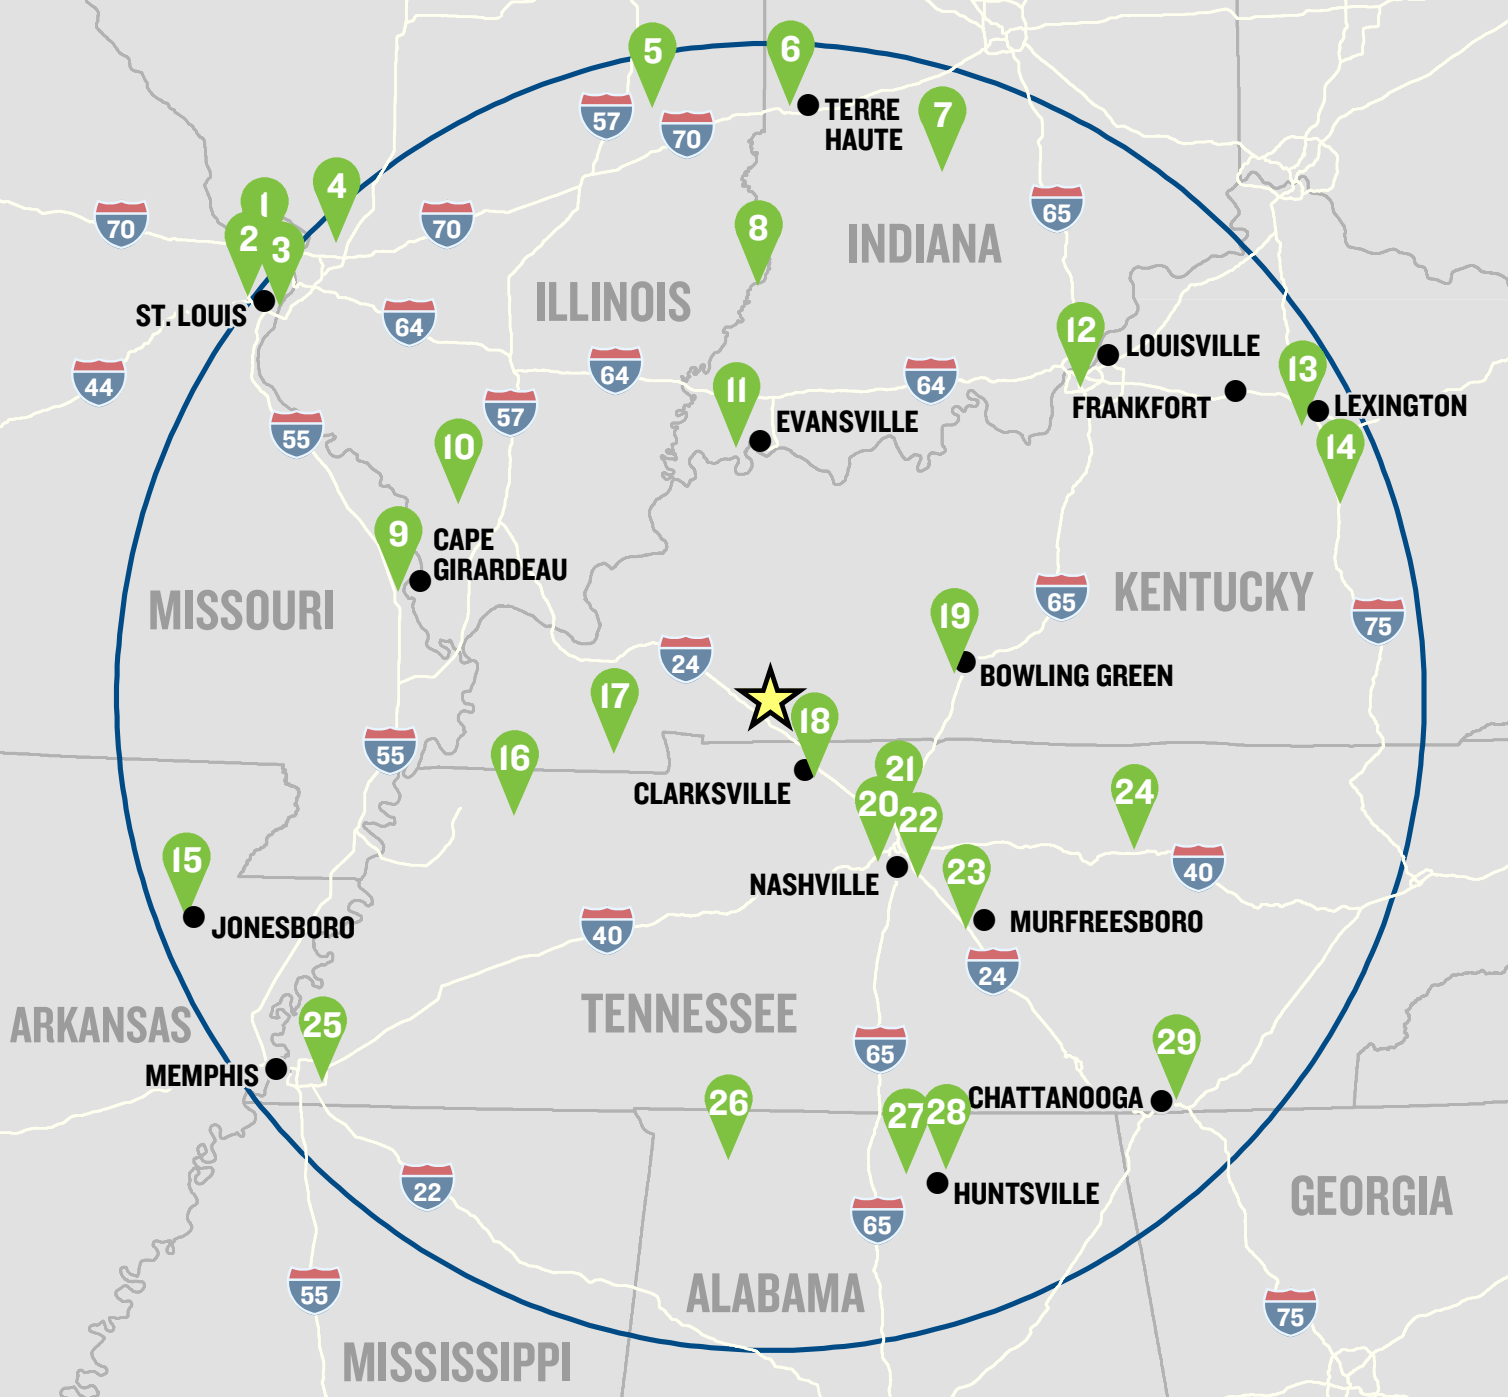 5
6
57
70
TERRE
HAUTE
7
4
1
2
3
70
70
65
8
INDIANA
ILLINOIS
ST. LOUIS
64
12
LOUISVILLE
44
64
64
11
13
57
FRANKFORT
LEXINGTON
EVANSVILLE
55
10
14
9
CAPE
GIRARDEAU
MISSOURI
65
KENTUCKY
19
75
24
BOWLING GREEN
17
18
55
16
21
CLARKSVILLE
20
22
24
15
40
NASHVILLE
23
JONESBORO
MURFREESBORO
40
24
TENNESSEE
ARKANSAS
25
65
29
MEMPHIS
26
27
28
CHATTANOOGA
22
HUNTSVILLE
65
GEORGIA
55
ALABAMA
75
MISSISSIPPI